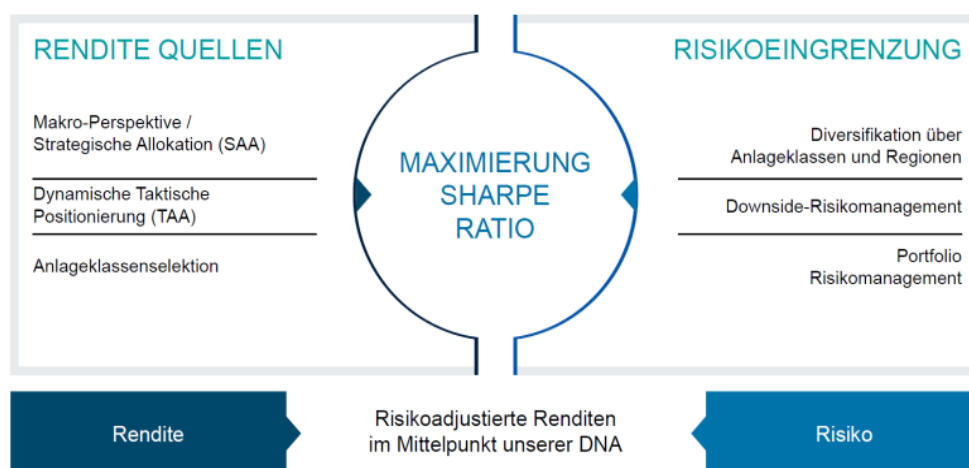 RENDITE QUELLEN
Makro-Perspektive /
Strategische Allokation (SAA)
Dynamische Taktische
Positionierung (TAA)
Anlageklassenselektion
MAXIMIERUNG
SHARPE
RATIO
RISIKOEINGRENZUNG
Diversifikation über
Anlageklassen und Regionen
Downside-Risikomanagement
Portfolio
Risikomanagement
Rendite
Risikoadjustierte Renditen
im Mittelpunkt unserer DNA
Risiko